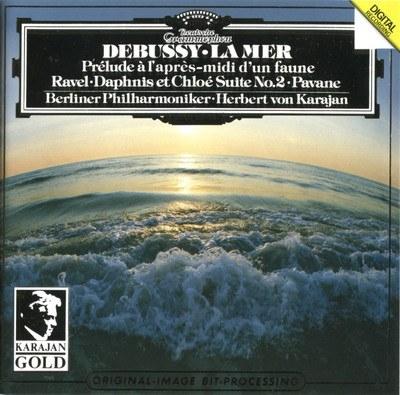 Deutsche
Grammophon
DIGITAL
RECORDING
DEBUSSY·LA MER
Prélude à l'après-midi d'un faune
Ravel·Daphnis et Chloé Suite No.2·Pavane
Berliner Philharmoniker·Herbert von Karajan
KARAJAN
GOLD
ORIGINAL-IMAGE BIT-PROCESSING